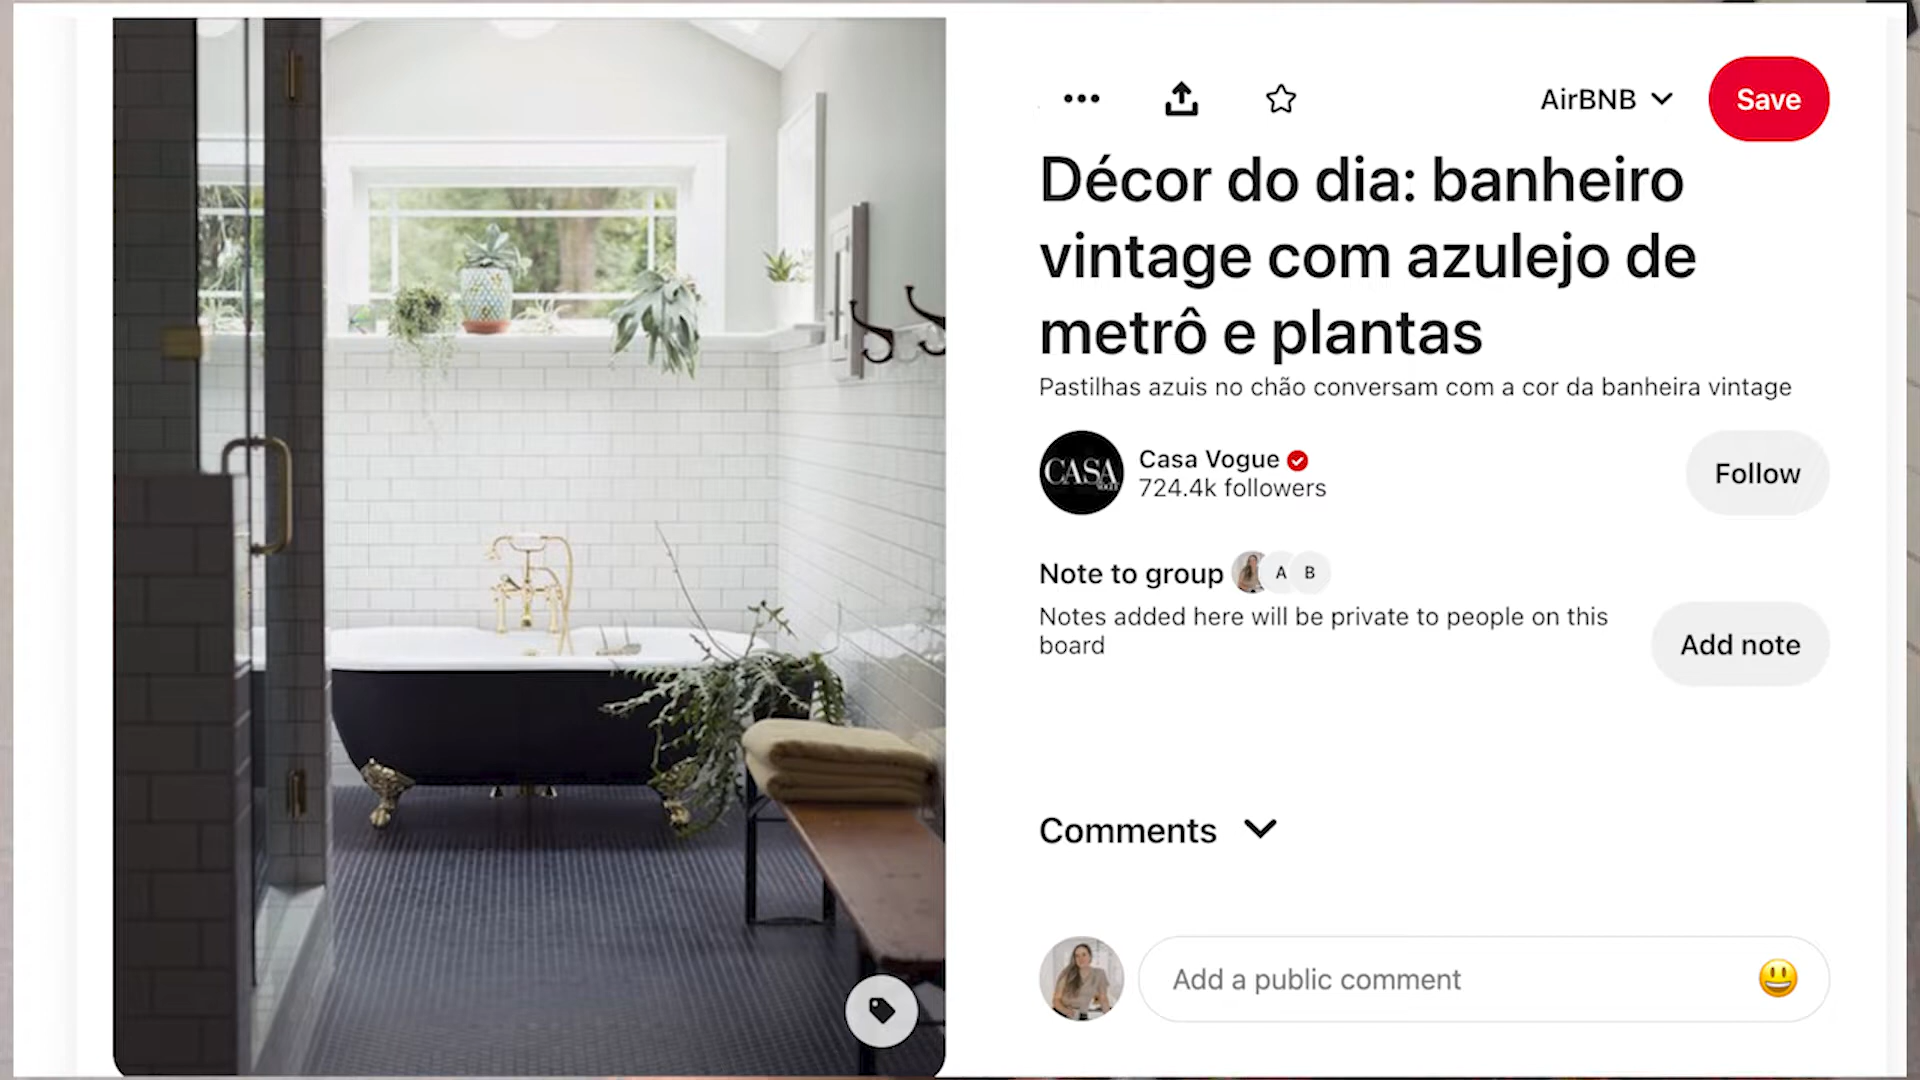 AirBNB
Save
Décor do dia: banheiro
vintage com azulejo de
metrô e plantas
Pastilhas azuis no chão conversam com a cor da banheira vintage
CASA
VOGUE
Casa Vogue
724.4k followers
Follow
Note to group
A
B
Notes added here will be private to people on this
board
Add note
Comments
Add a public comment